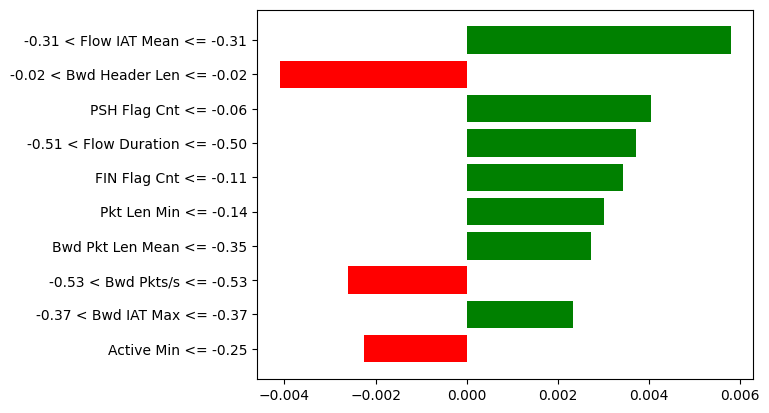 -0.31 < Flow IAT Mean <= -0.31
-0.02 < Bwd Header Len <= -0.02
PSH Flag Cnt <= -0.06
-0.51 < Flow Duration <= -0.50
FIN Flag Cnt <= -0.11
Pkt Len Min <= -0.14
Bwd Pkt Len Mean <= -0.35
-0.53 < Bwd Pkts/s <= -0.53
-0.37 < Bwd IAT Max <= -0.37
Active Min <= -0.25
−0.004 −0.002 0.000 0.002 0.004 0.006